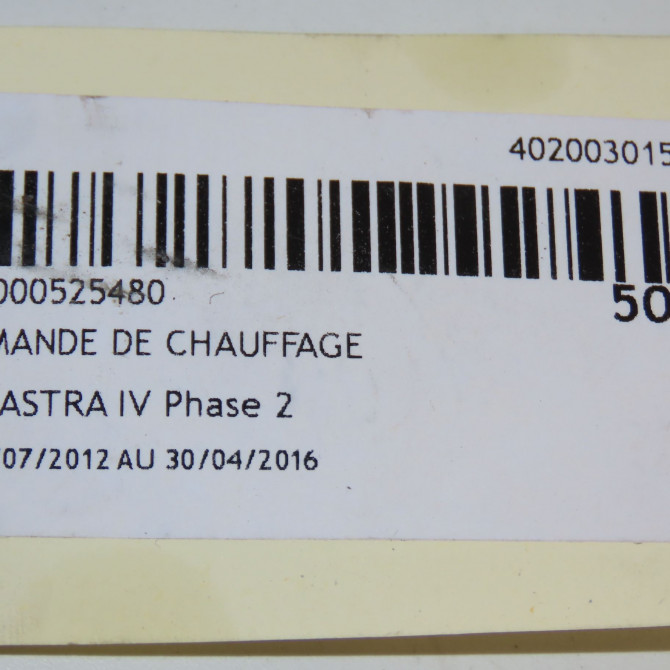 402003015
000525480
50
MANDE DE CHAUFFAGE
ASTRA IV Phase 2
/07/2012 AU 30/04/2016